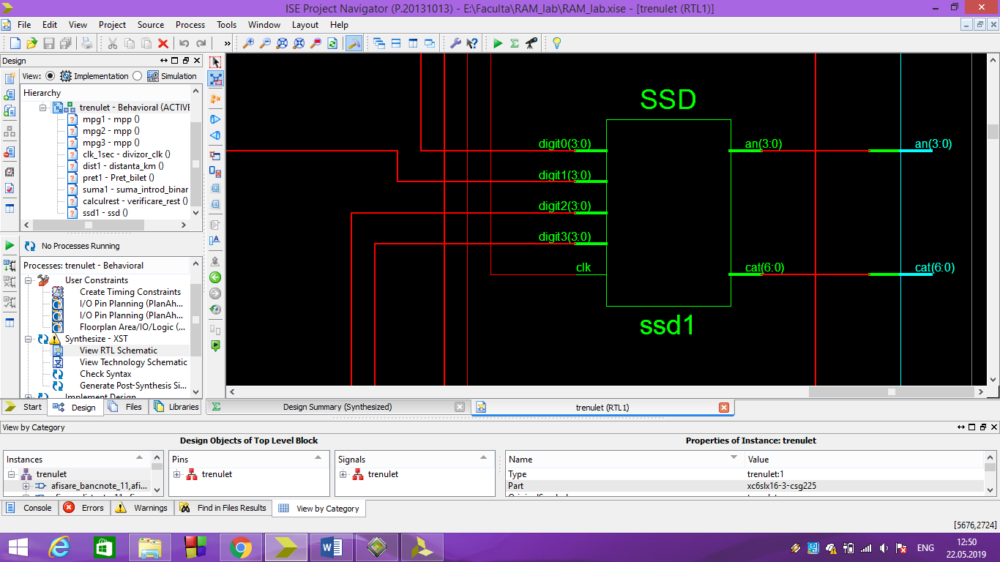 ISE Project Navigator (P.20131013) - E:\Faculta\RAM_lab\RAM_lab.xise - [trenulet (RTL1)]
File Edit View Project Source Process Tools Window Layout Help
Design
View: Implementation Simulation
Hierarchy
trenulet - Behavioral (ACTIVE
mpg1 - mpp ()
mpg2 - mpp ()
mpg3 - mpp ()
clk_1sec - divizor_clk ()
dist1 - distanta_km ()
pret1 - Pret_bilet ()
suma1 - suma_introd_binar
calculrest - verificare_rest ()
ssd1 - ssd ()
No Processes Running
Processes: trenulet - Behavioral
User Constraints
Create Timing Constraints
I/O Pin Planning (PlanAh...
I/O Pin Planning (PlanAh...
Floorplan Area/IO/Logic (...
Synthesize - XST
View RTL Schematic
View Technology Schematic
Check Syntax
Generate Post-Synthesis Si...
Implement Design
Start Design Files Libraries
SSD
digit0(3:0) an(3:0) an(3:0)
digit1(3:0)
digit2(3:0)
digit3(3:0)
clk cat(6:0) cat(6:0)
ssd1
Design Summary (Synthesized) trenulet (RTL1)
View by Category
Design Objects of Top Level Block Properties of Instance: trenulet
Instances Pins Signals Name Value
trenulet trenulet trenulet Type trenulet:1
afisare_bancnote_11,afi... Part xc6slx16-3-csg225
Console Errors Warnings Find in Files Results View by Category
[5676,2724]
ENG
12:50
22.05.2019